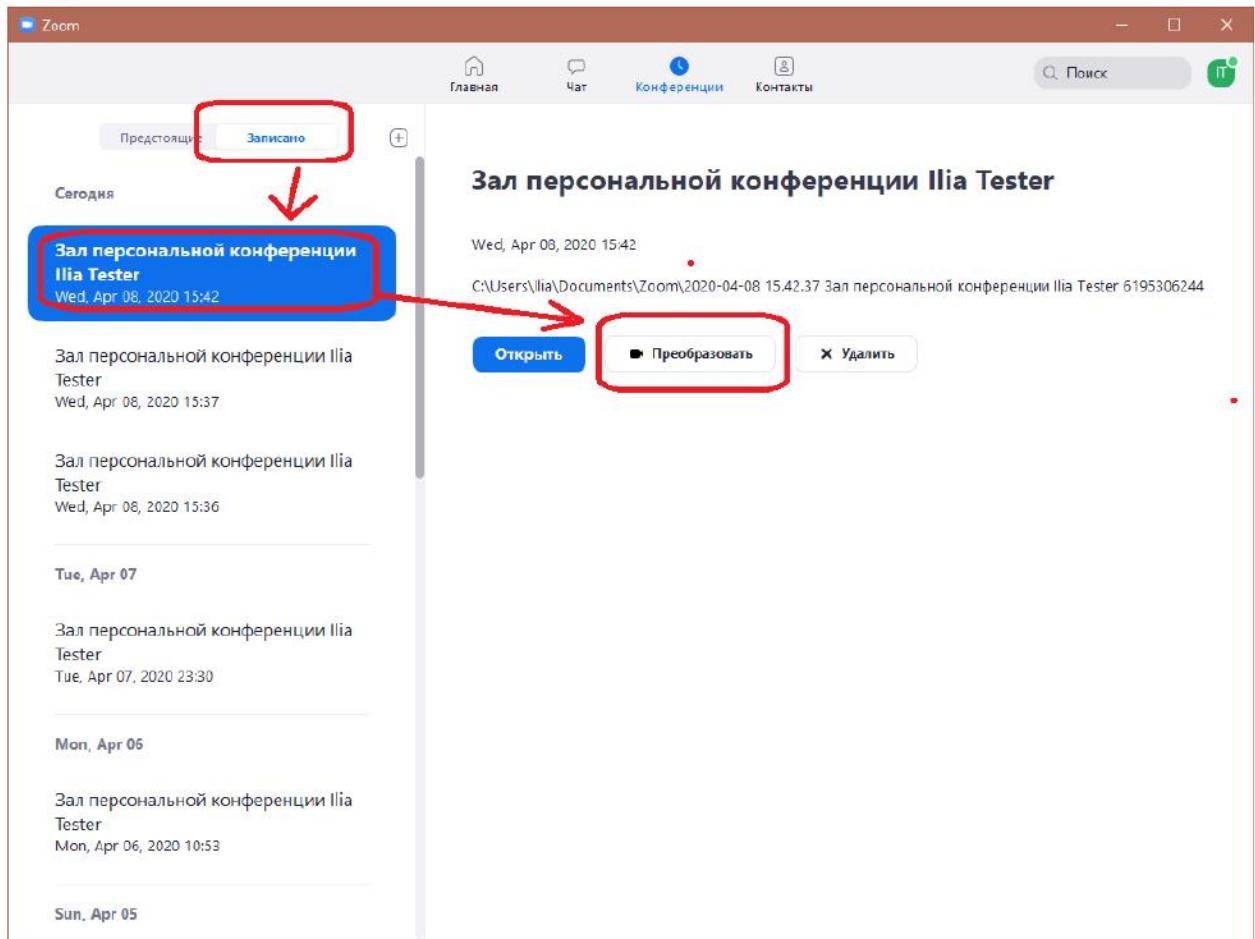 Zoom
Главная
Чат
Конференции
Контакты
Поиск
IT
Предстоящие
Записано
Сегодня
Зал персональной конференции
Ilia Tester
Wed, Apr 08, 2020 15:42
Зал персональной конференции Ilia
Tester
Wed, Apr 08, 2020 15:37
Зал персональной конференции Ilia
Tester
Wed, Apr 08, 2020 15:36
Tue, Apr 07
Зал персональной конференции Ilia
Tester
Tue, Apr 07, 2020 23:30
Mon, Apr 06
Зал персональной конференции Ilia
Tester
Mon, Apr 06, 2020 10:53
Sun, Apr 05
Зал персональной конференции Ilia Tester
Wed, Apr 08, 2020 15:42
C:\Users\Ilia\Documents\Zoom\2020-04-08 15.42.37 Зал персональной конференции Ilia Tester 6195306244
Открыть
Преобразовать
Удалить